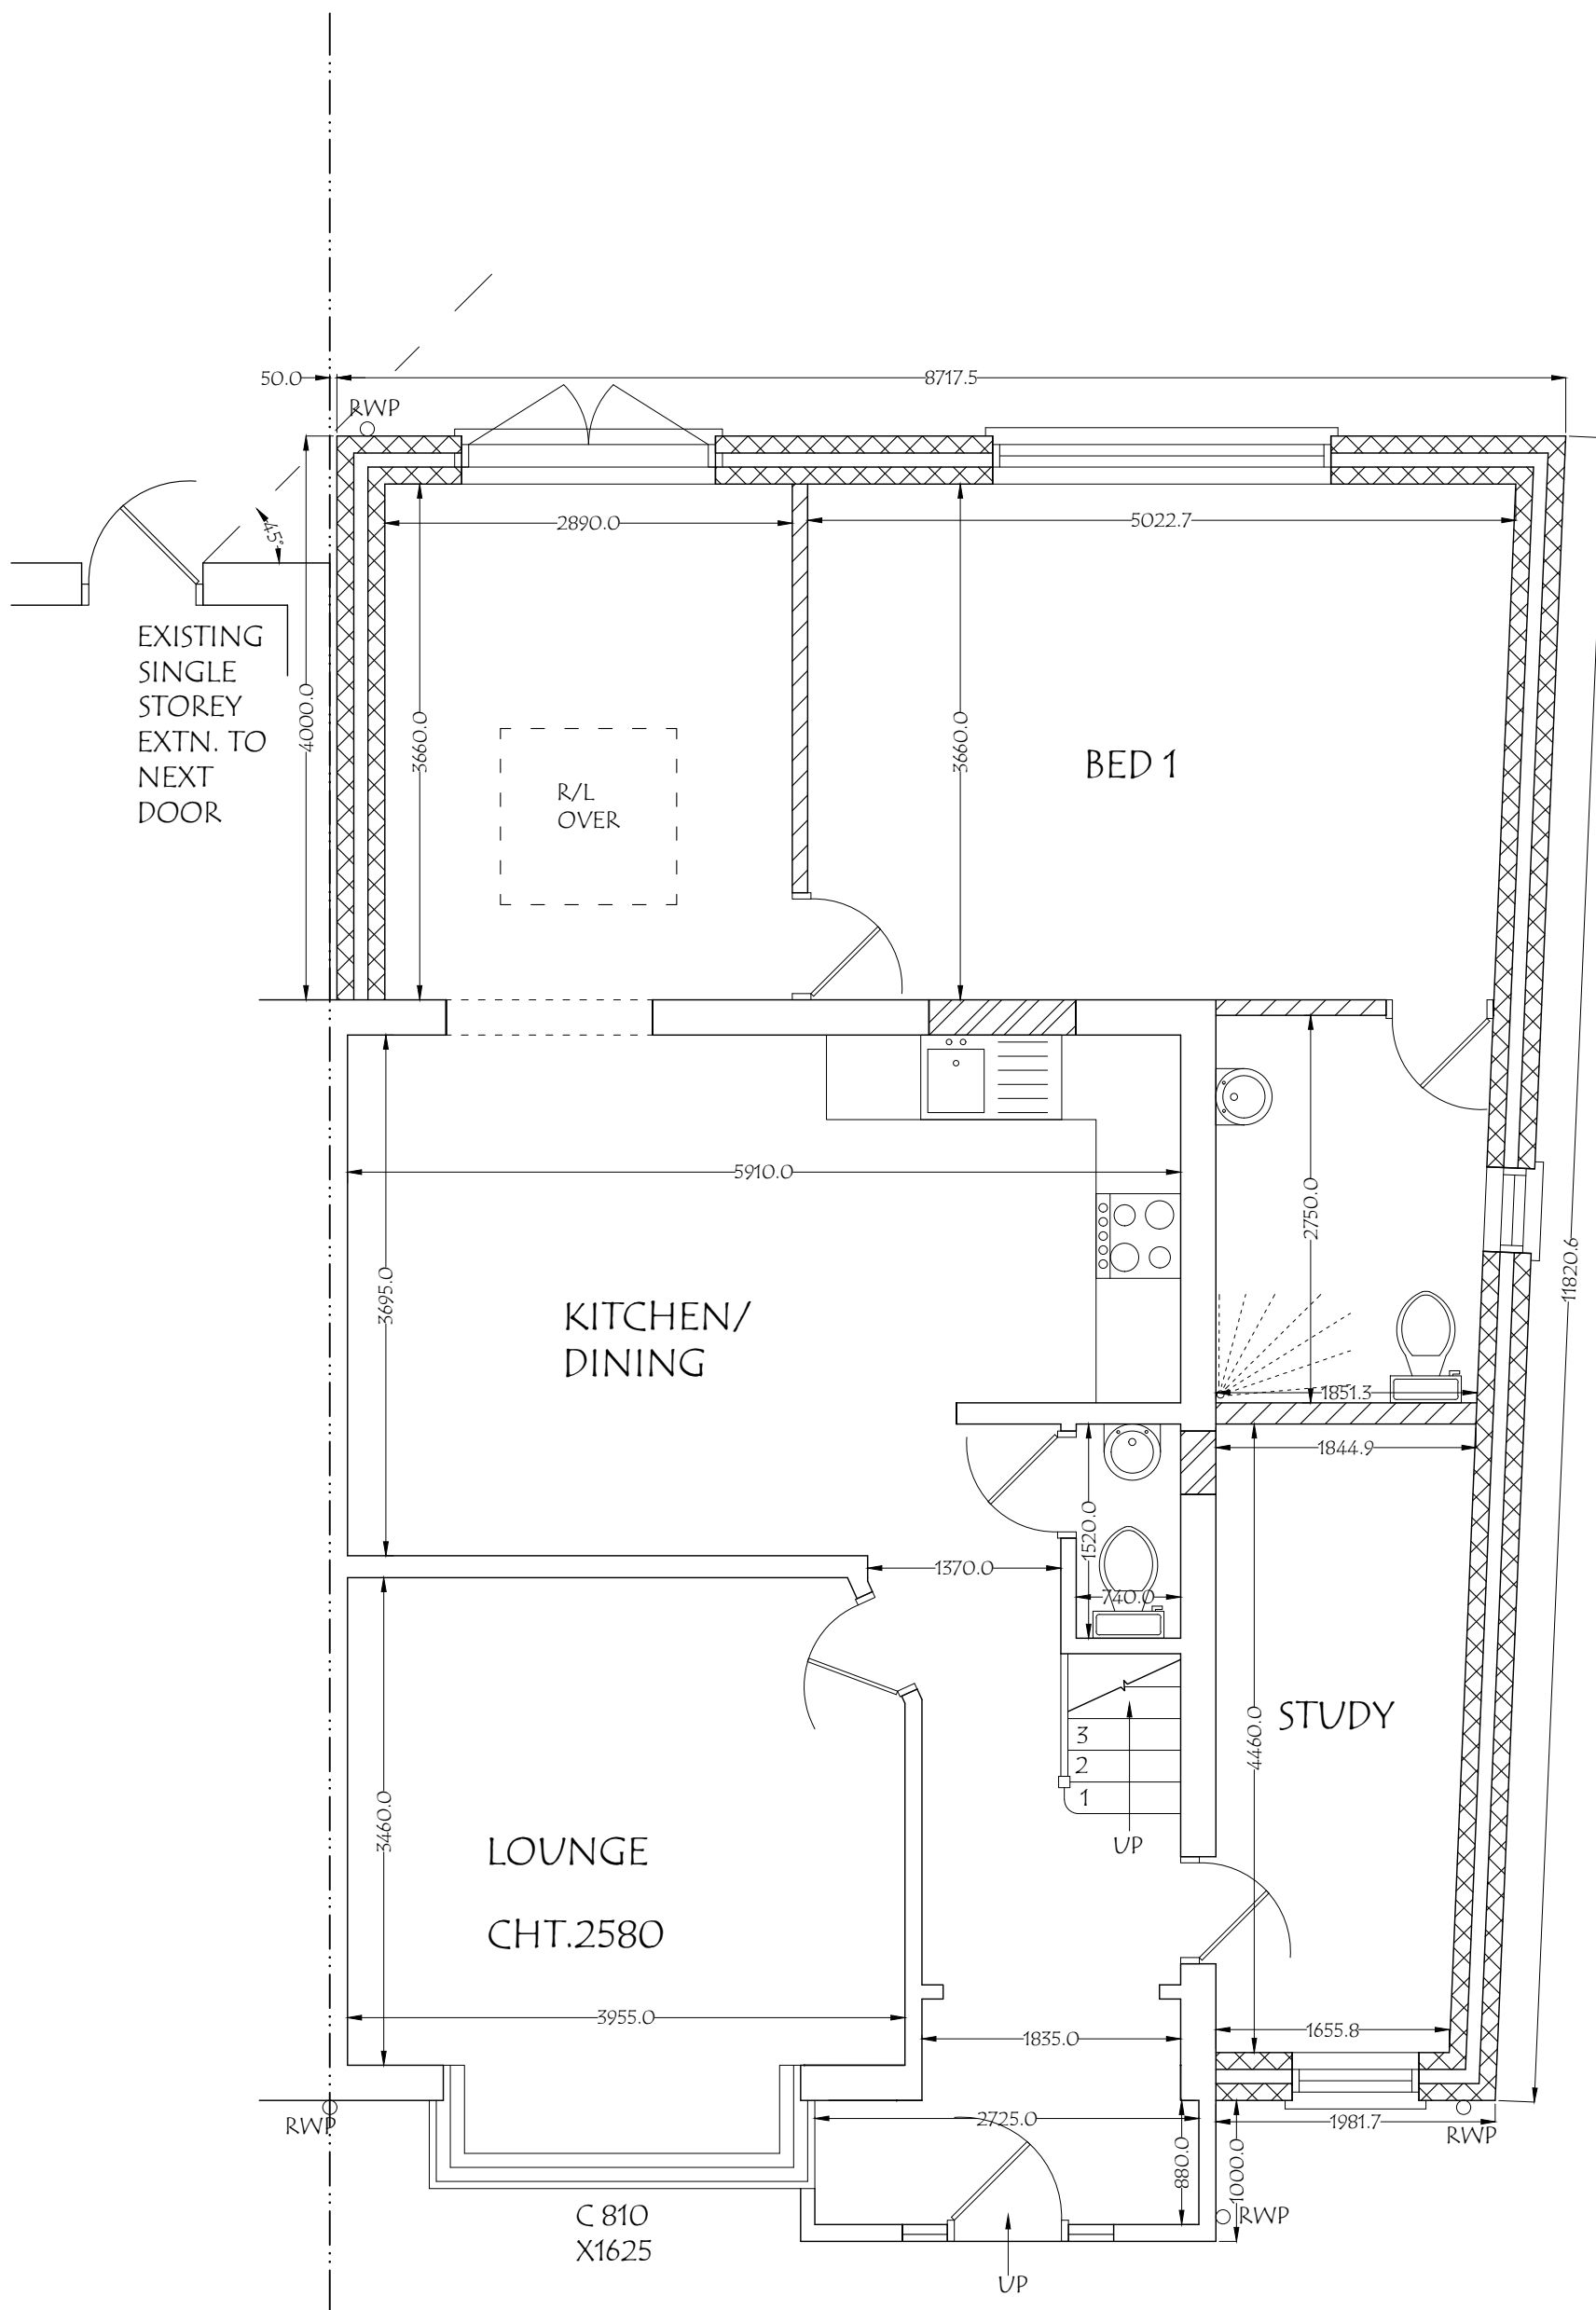 50.0
8717.5
RWP
2890.0
5022.7
45°
EXISTING
SINGLE
STOREY
EXTN. TO
NEXT
DOOR
4000.0
3660.0
3660.0
BED 1
R/L
OVER
5910.0
2750.0
11820.6
3695.0
KITCHEN/
DINING
1851.3
1844.9
1520.0
1370.0
740.0
STUDY
4460.0
3
2
1
UP
3460.0
LOUNGE
CHT.2580
3955.0
1835.0
1655.8
RWP
2725.0
1981.7
RWP
880.0
1000.0
C 810
X1625
RWP
UP